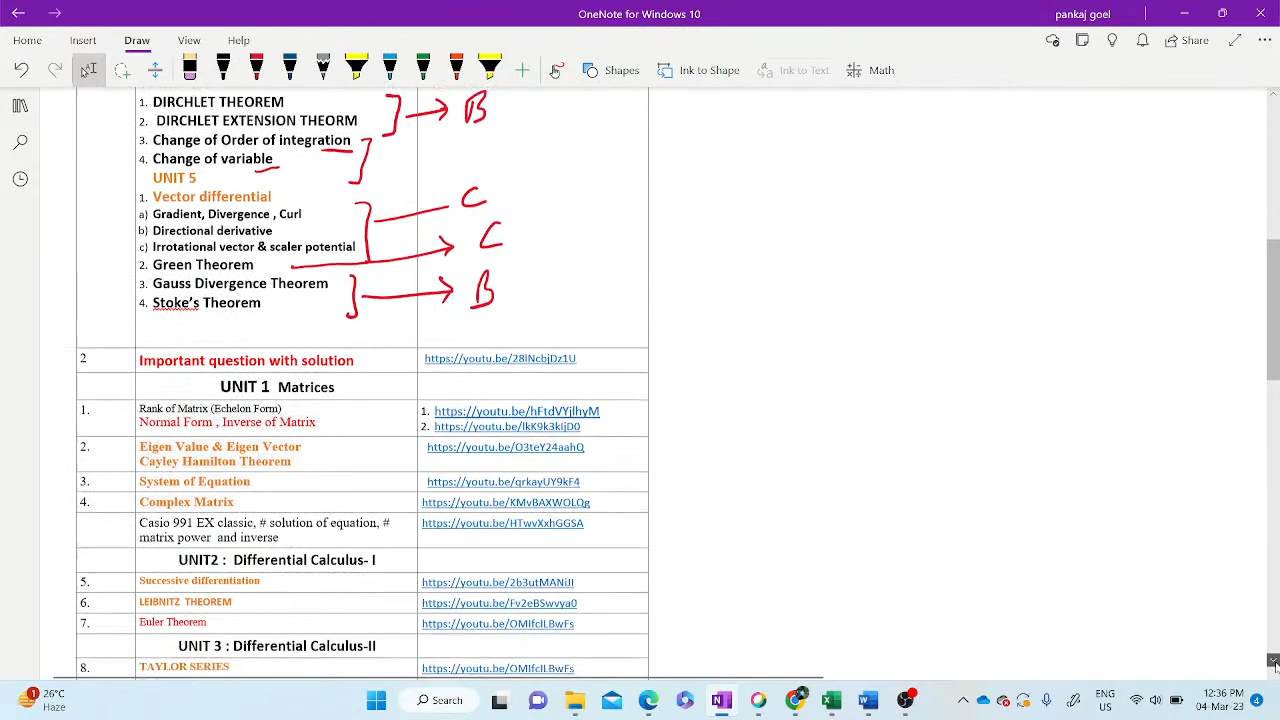 OneNote for Windows 10
pankaj goel
Home Insert
Share
Shapes Ink to Shape Ink to Text Math
1. DIRCHLET THEOREM
2. DIRCHLET EXTENSION THEORM
B
3. Change of Order of integration
4. Change of variable
UNIT 5
1. Vector differential
C
a) Gradient, Divergence , Curl
b) Directional derivative
C
c) Irrotational vector & scaler potential
2. Green Theorem
3. Gauss Divergence Theorem
B
4. Stoke's Theorem
2 Important question with solution https://youtu.be/28lNcbjDz1U
UNIT 1 Matrices
1. Rank of Matrix (Echelon Form) 1. https://youtu.be/hFtdVYjlhyM
Normal Form , Inverse of Matrix 2. https://youtu.be/lkK9k3kIjD0
2. Eigen Value & Eigen Vector https://youtu.be/O3teY24aahQ
Cayley Hamilton Theorem
3. System of Equation https://youtu.be/qrkayUY9kF4
4. Complex Matrix https://youtu.be/KMvBAXWOLQg
Casio 991 EX classic, # solution of equation, # https://youtu.be/HTwvXxhGGSA
matrix power and inverse
UNIT2 : Differential Calculus- I
5. Successive differentiation https://youtu.be/2b3utMANiJI
6. LEIBNITZ THEOREM https://youtu.be/Fv2eBSwvya0
7. Euler Theorem https://youtu.be/OMIfclLBwFs
UNIT 3 : Differential Calculus-II
8. TAYLOR SERIES https://youtu.be/OMIfclLBwFs
1 26°C
Haze
Search
ENG
US
12:36 PM
04-Mar-23
4